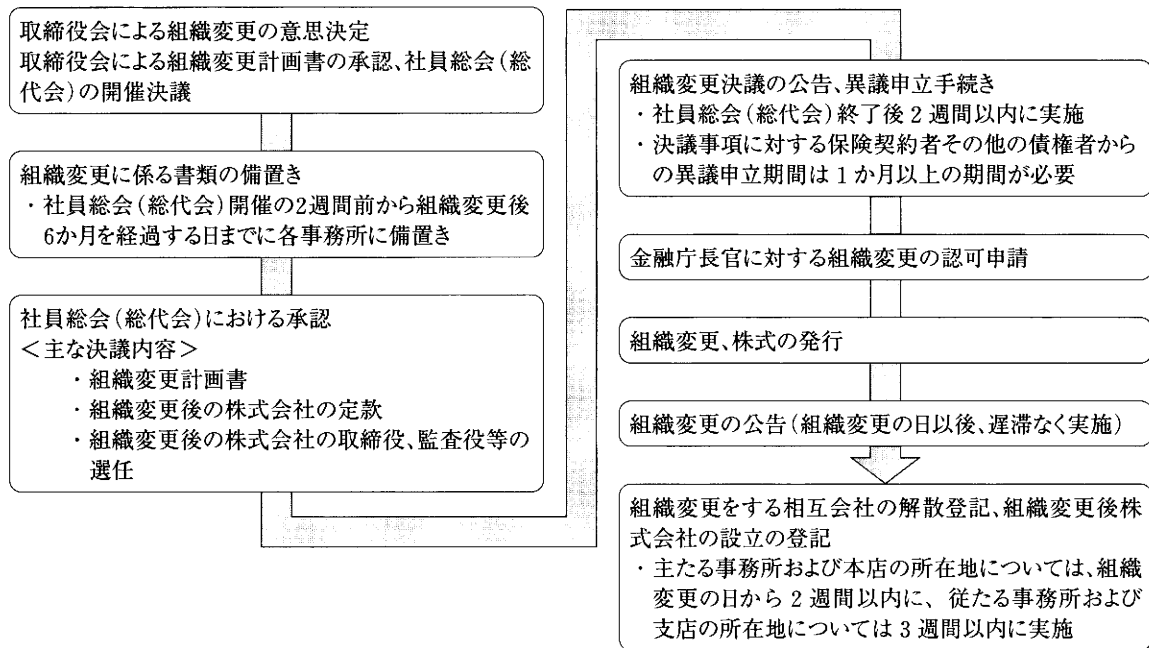 取締役会による組織変更の意思決定
取締役会による組織変更計画書の承認、社員総会(総
代会)の開催決議
組織変更に係る書類の備置き
・社員総会(総代会)開催の2週間前から組織変更後
6か月を経過する日までに各事務所に備置き
社員総会(総代会)における承認
<主な決議内容>
・組織変更計画書
・組織変更後の株式会社の定款
・組織変更後の株式会社の取締役、監査役等の
選任
組織変更決議の公告、異議申立手続き
・社員総会(総代会)終了後2週間以内に実施
・決議事項に対する保険契約者その他の債権者から
の異議申立期間は1か月以上の期間が必要
金融庁長官に対する組織変更の認可申請
組織変更、株式の発行
組織変更の公告(組織変更の日以後、遅滞なく実施)
組織変更をする相互会社の解散登記、組織変更後株
式会社の設立の登記
・主たる事務所および本店の所在地については、組織
変更の日から2週間以内に、従たる事務所および
支店の所在地については3週間以内に実施